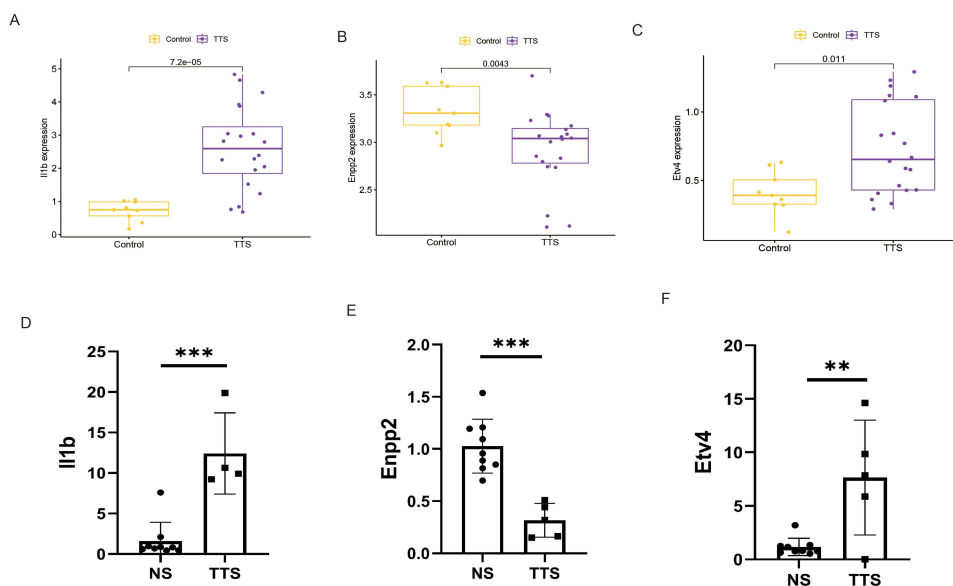 A
Control TTS
7.2e−05
Il1b expression
5
4
3
2
1
0
Control TTS
B
Control TTS
0.0043
Enpp2 expression
3.5
3.0
2.5
Control TTS
C
Control TTS
0.011
Etv4 expression
1.0
0.5
Control TTS
D
***
Il1b
25
20
15
10
5
0
NS TTS
E
***
Enpp2
2.0
1.5
1.0
0.5
0.0
NS TTS
F
**
Etv4
20
15
10
5
0
NS TTS